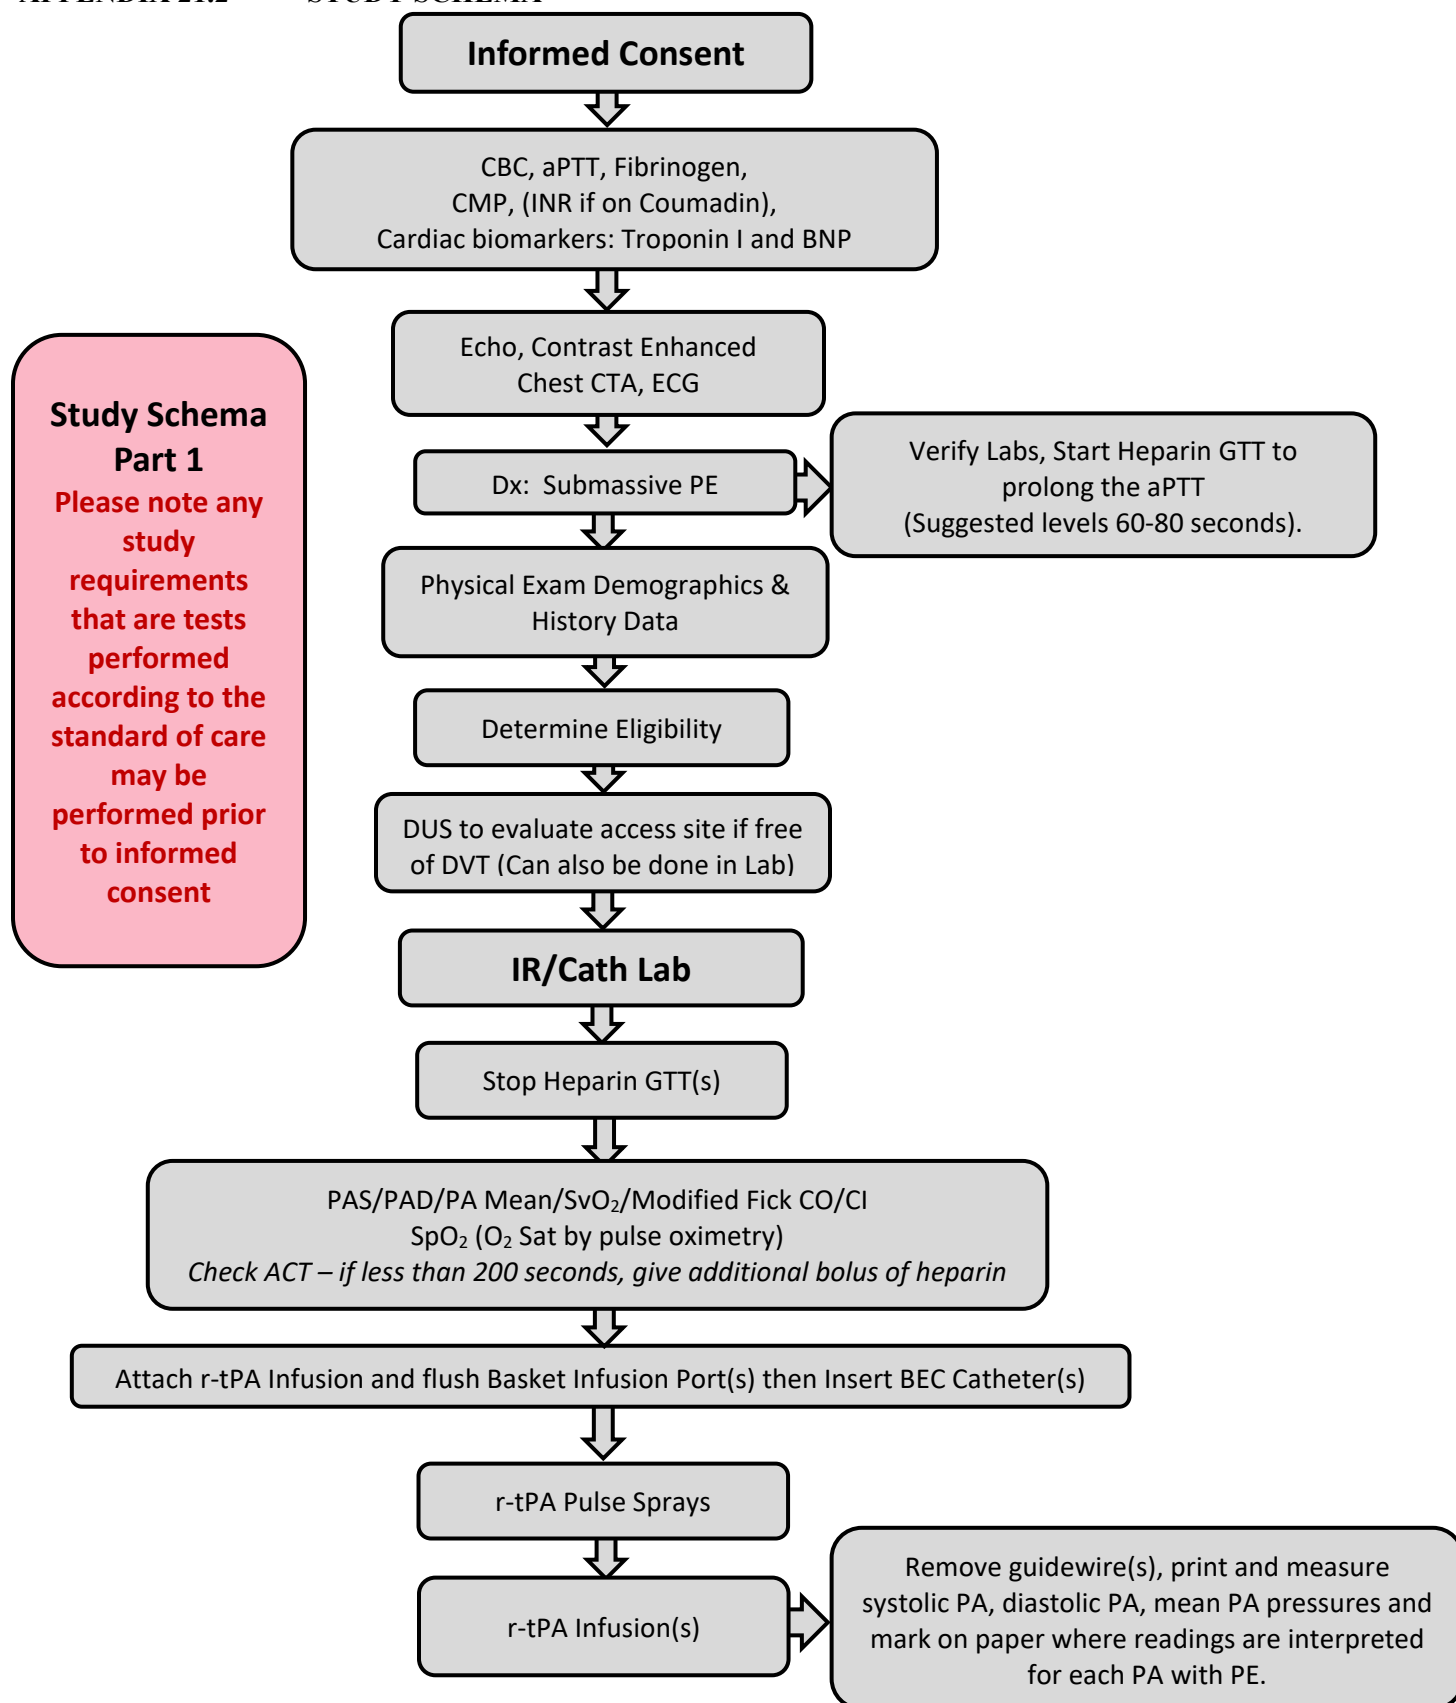 APPENDIX 21.2 STUDY SCHEMA
Informed Consent
CBC, aPTT, Fibrinogen,
CMP, (INR if on Coumadin),
Cardiac biomarkers: Troponin I and BNP
Echo, Contrast Enhanced
Chest CTA, ECG
Study Schema
Part 1
Please note any
study
requirements
that are tests
performed
according to the
standard of care
may be
performed prior
to informed
consent
Dx: Submassive PE
Verify Labs, Start Heparin GTT to
prolong the aPTT
(Suggested levels 60-80 seconds).
Physical Exam Demographics &
History Data
Determine Eligibility
DUS to evaluate access site if free
of DVT (Can also be done in Lab)
IR/Cath Lab
Stop Heparin GTT(s)
PAS/PAD/PA Mean/SvO₂/Modified Fick CO/CI
SpO₂ (O₂ Sat by pulse oximetry)
Check ACT – if less than 200 seconds, give additional bolus of heparin
Attach r-tPA Infusion and flush Basket Infusion Port(s) then Insert BEC Catheter(s)
r-tPA Pulse Sprays
r-tPA Infusion(s)
Remove guidewire(s), print and measure
systolic PA, diastolic PA, mean PA pressures and
mark on paper where readings are interpreted
for each PA with PE.